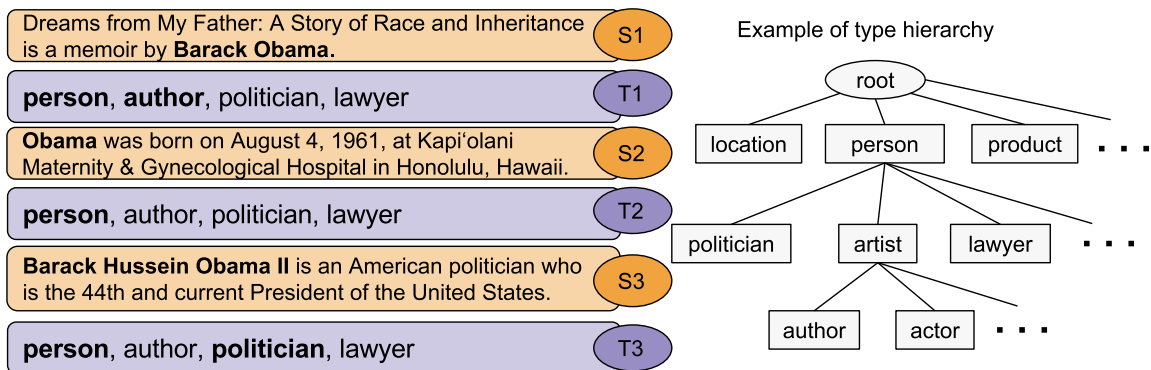 Dreams from My Father: A Story of Race and Inheritance
is a memoir by Barack Obama.
S1
person, author, politician, lawyer
T1
Obama was born on August 4, 1961, at Kapiʻolani
Maternity & Gynecological Hospital in Honolulu, Hawaii.
S2
person, author, politician, lawyer
T2
Barack Hussein Obama II is an American politician who
is the 44th and current President of the United States.
S3
person, author, politician, lawyer
T3
Example of type hierarchy
root
location person product . . .
politician artist lawyer . . .
author actor . . .